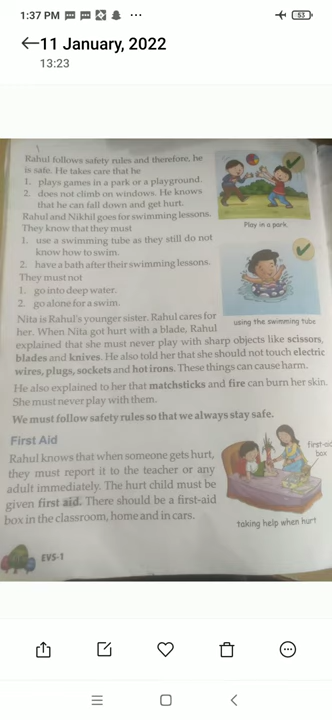 1:37 PM
53
11 January, 2022
13:23
Rahul follows safety rules and therefore, he
is safe. He takes care that he
1. plays games in a park or a playground.
2. does not climb on windows. He knows
that he can fall down and get hurt.
Rahul and Nikhil goes for swimming lessons.
They know that they must
1. use a swimming tube as they still do not
know how to swim.
2. have a bath after their swimming lessons.
They must not
1. go into deep water.
2. go alone for a swim.
Play in a park.
using the swimming tube
Nita is Rahul's younger sister. Rahul cares for
her. When Nita got hurt with a blade, Rahul
explained that she must never play with sharp objects like scissors,
blades and knives. He also told her that she should not touch electric
wires, plugs, sockets and hot irons. These things can cause harm.
He also explained to her that matchsticks and fire can burn her skin.
She must never play with them.
We must follow safety rules so that we always stay safe.
First Aid
Rahul knows that when someone gets hurt,
they must report it to the teacher or any
adult immediately. The hurt child must be
given first aid. There should be a first-aid
box in the classroom, home and in cars.
first-aid
box
taking help when hurt
EVS-1